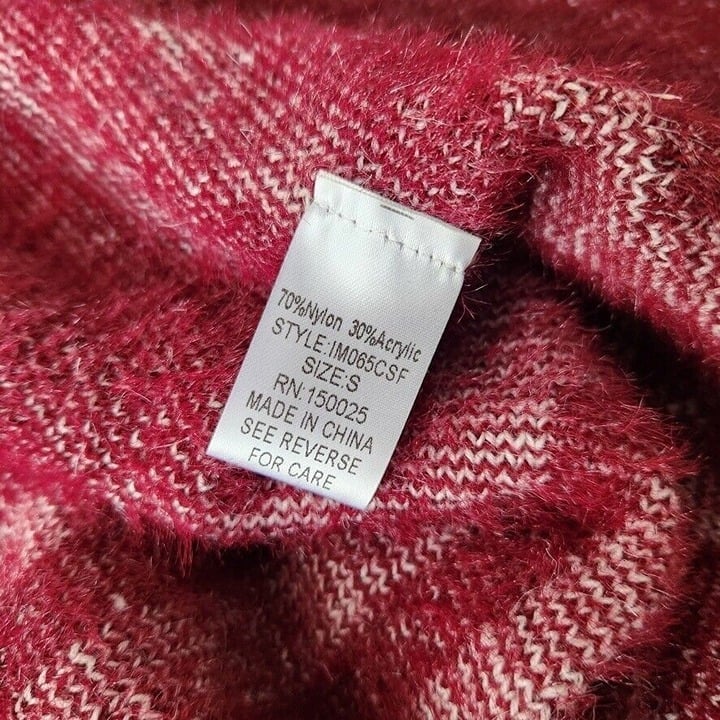 70%Nylon 30%Acrylic
STYLE:IM065CSF
SIZE:S
RN:150025
MADE IN CHINA
SEE REVERSE
FOR CARE